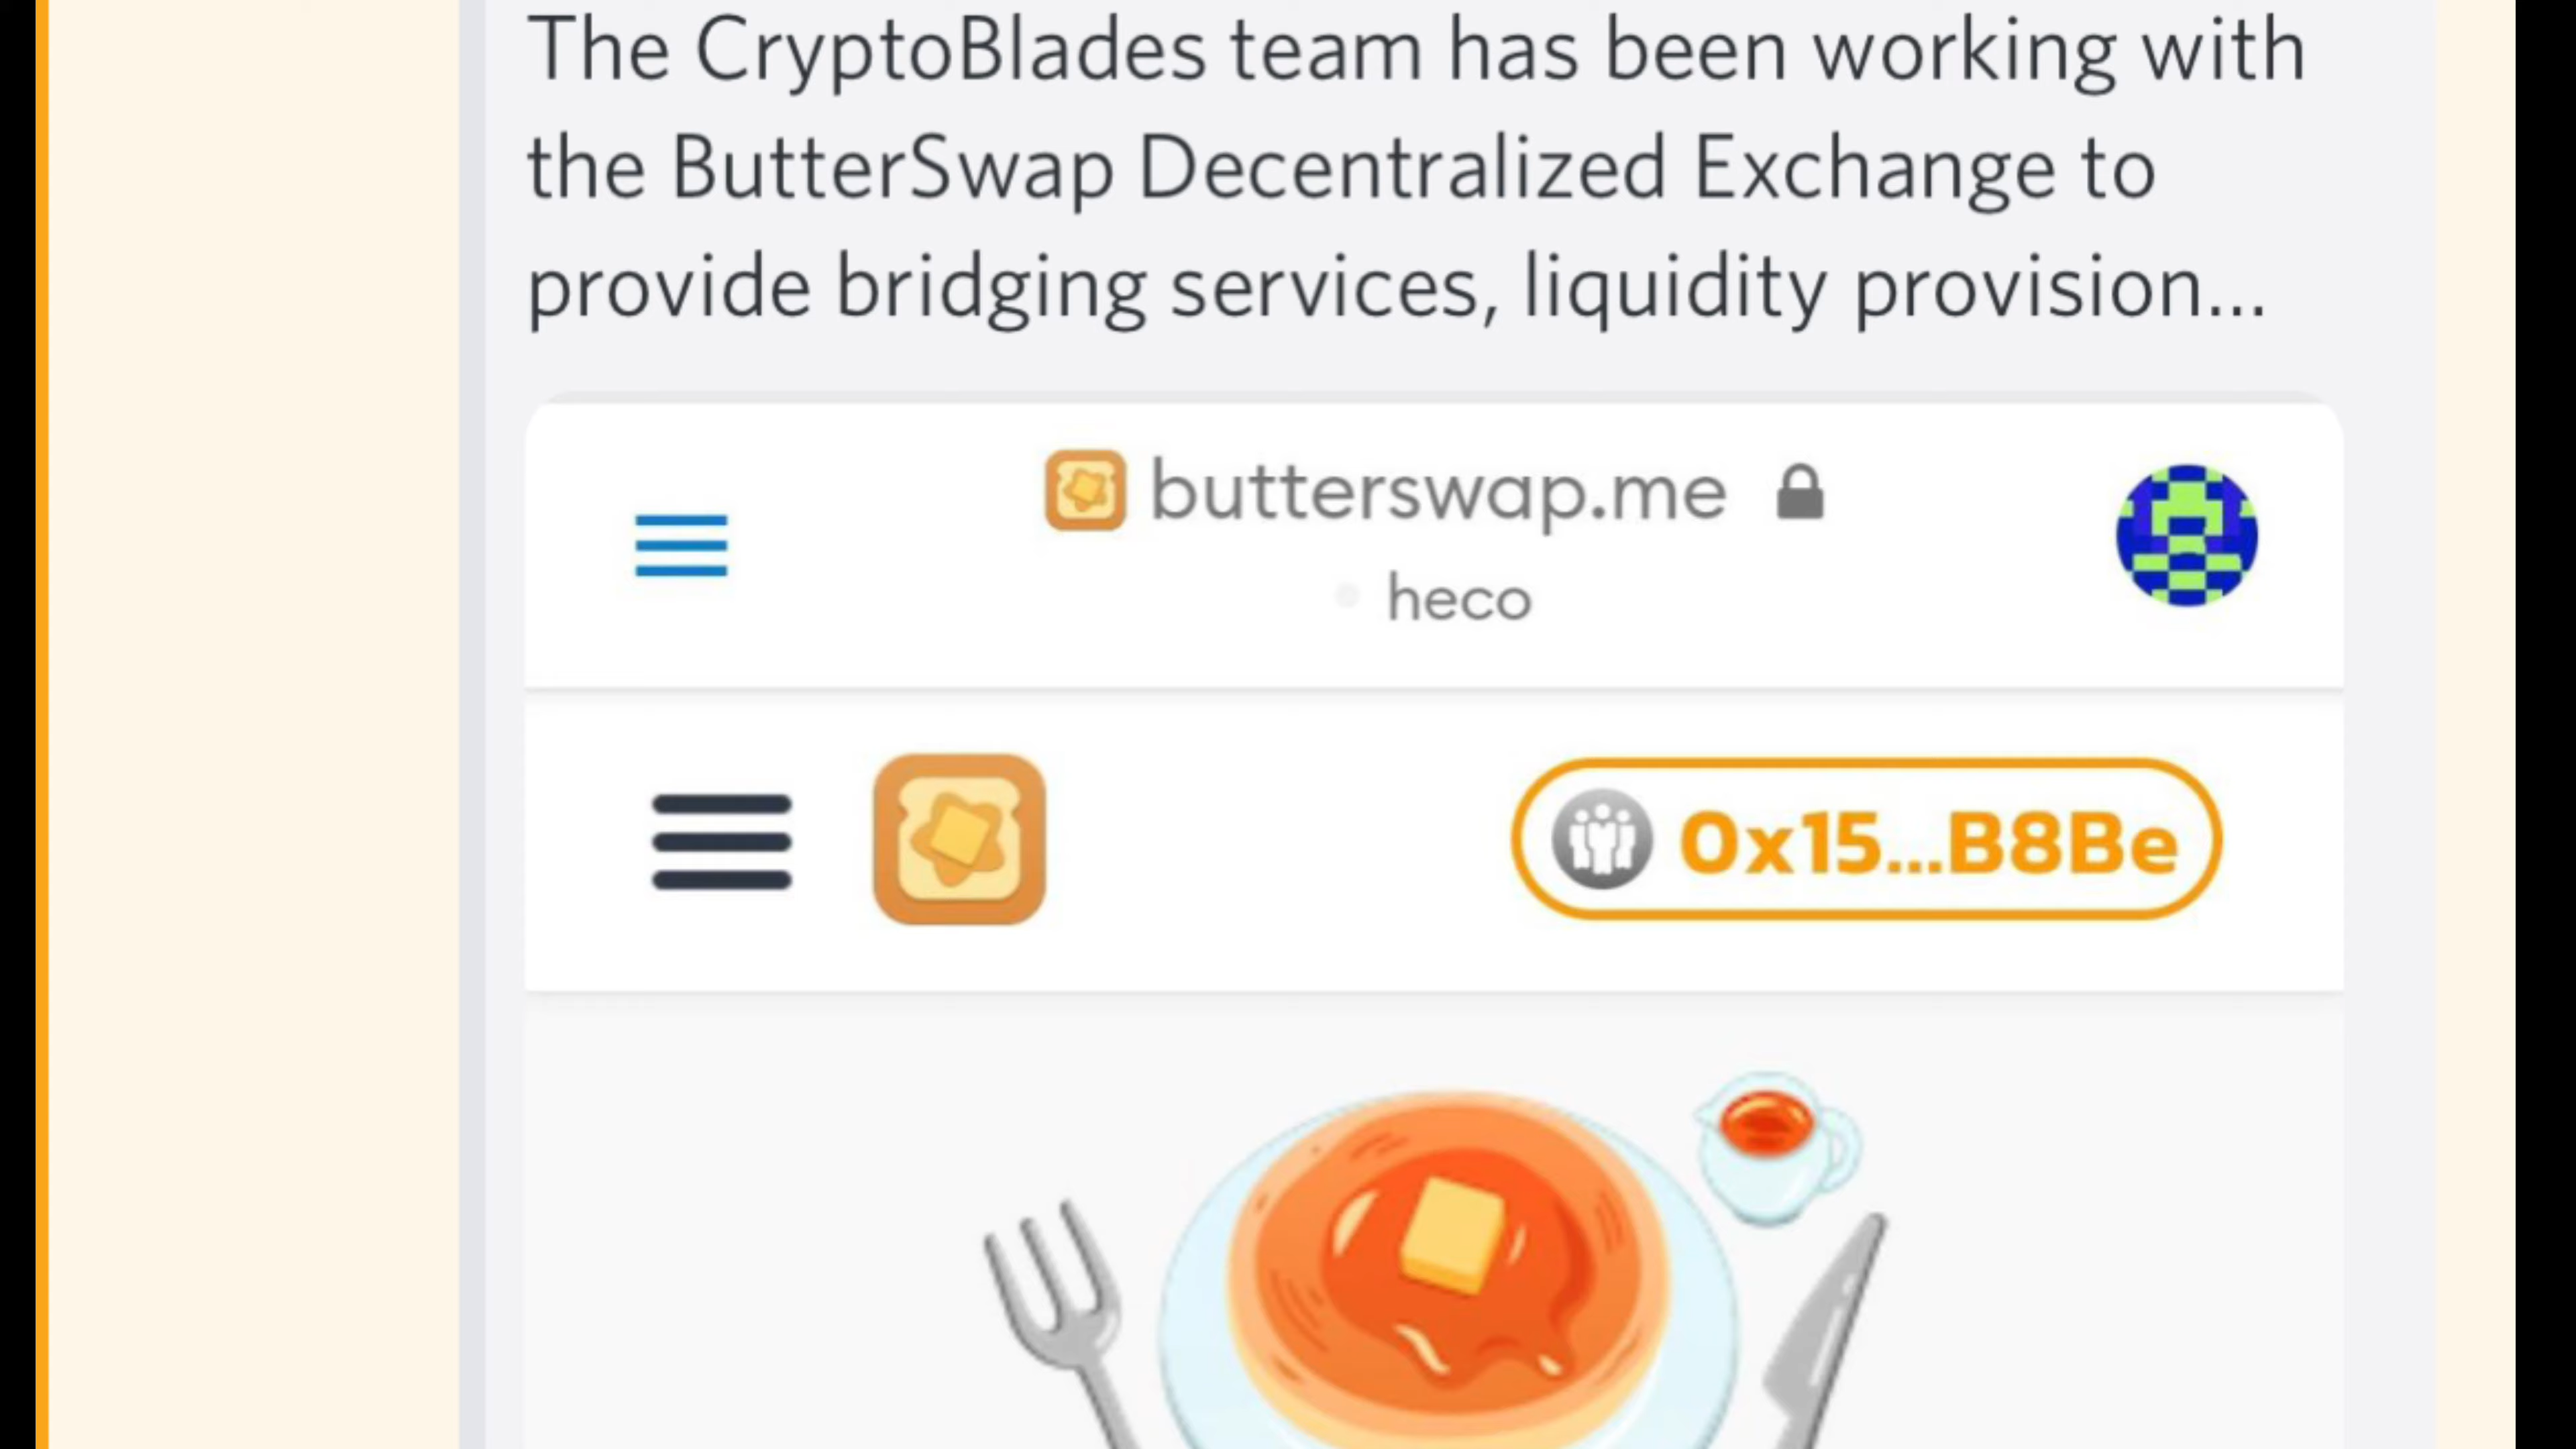 The CryptoBlades team has been working with
the ButterSwap Decentralized Exchange to
provide bridging services, liquidity provision...
butterswap.me
heco
0x15...B8Be